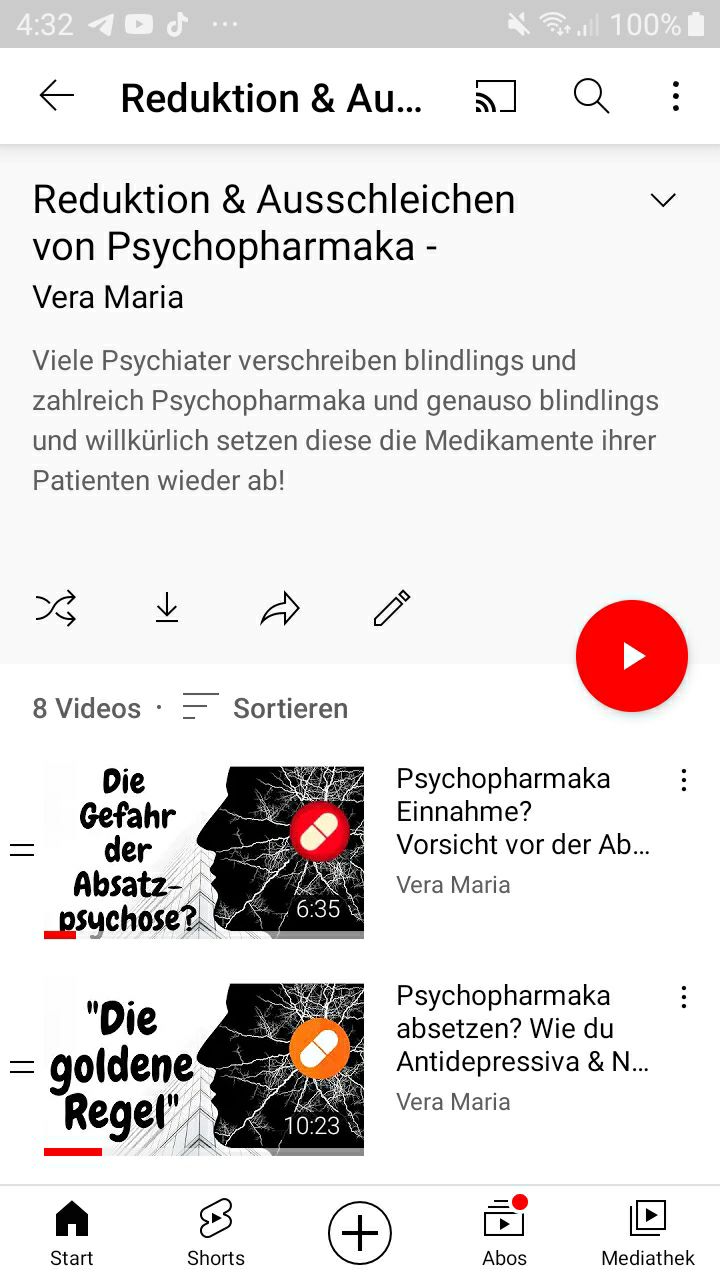 4:32
100%
Reduktion & Au...
Reduktion & Ausschleichen
von Psychopharmaka -
Vera Maria
Viele Psychiater verschreiben blindlings und
zahlreich Psychopharmaka und genauso blindlings
und willkürlich setzen diese die Medikamente ihrer
Patienten wieder ab!
8 Videos · Sortieren
Die
Gefahr
der
Absatz-
psychose?
6:35
Psychopharmaka
Einnahme?
Vorsicht vor der Ab...
Vera Maria
"Die
goldene
Regel"
10:23
Psychopharmaka
absetzen? Wie du
Antidepressiva & N...
Vera Maria
Start
Shorts
Abos
Mediathek